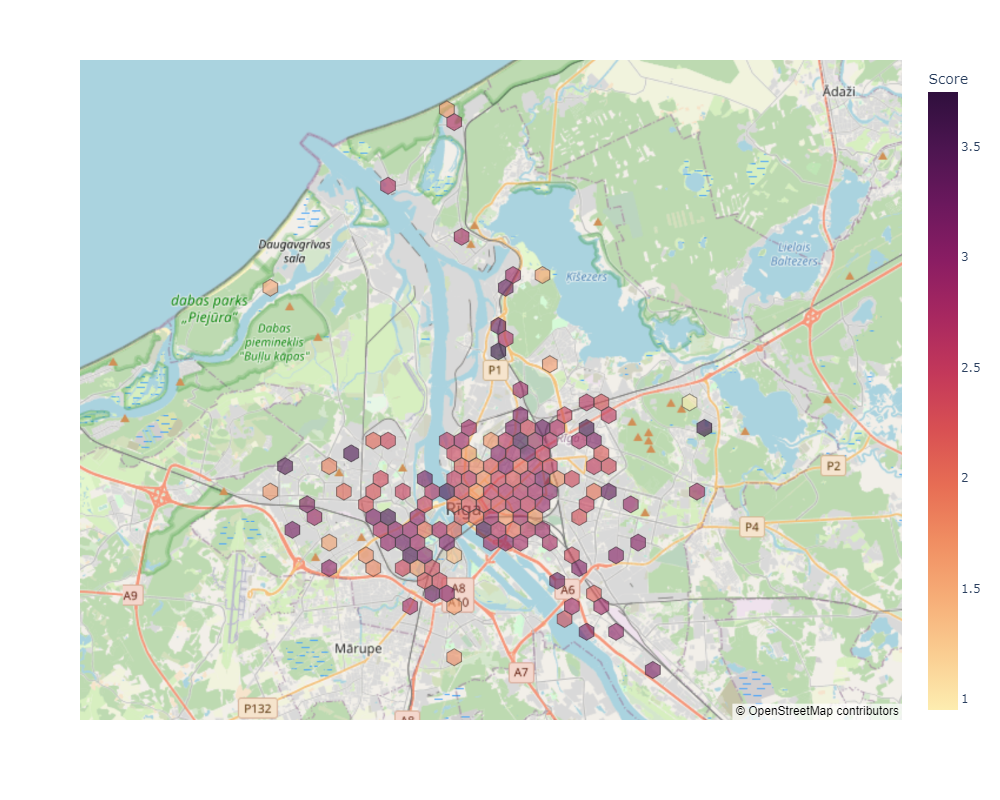 Score
3.5
3
2.5
2
1.5
1
Ādaži
Daugavgrīvas
sala
Lielais
Baltezers
Ķīšezers
dabas parks
„Piejūra"
Dabas
piemineklis
"Buļļu kāpas"
P1
Rīga
P2
Rīga
P4
A9
A8
A10
A6
Mārupe
A7
P132
A8
© OpenStreetMap contributors